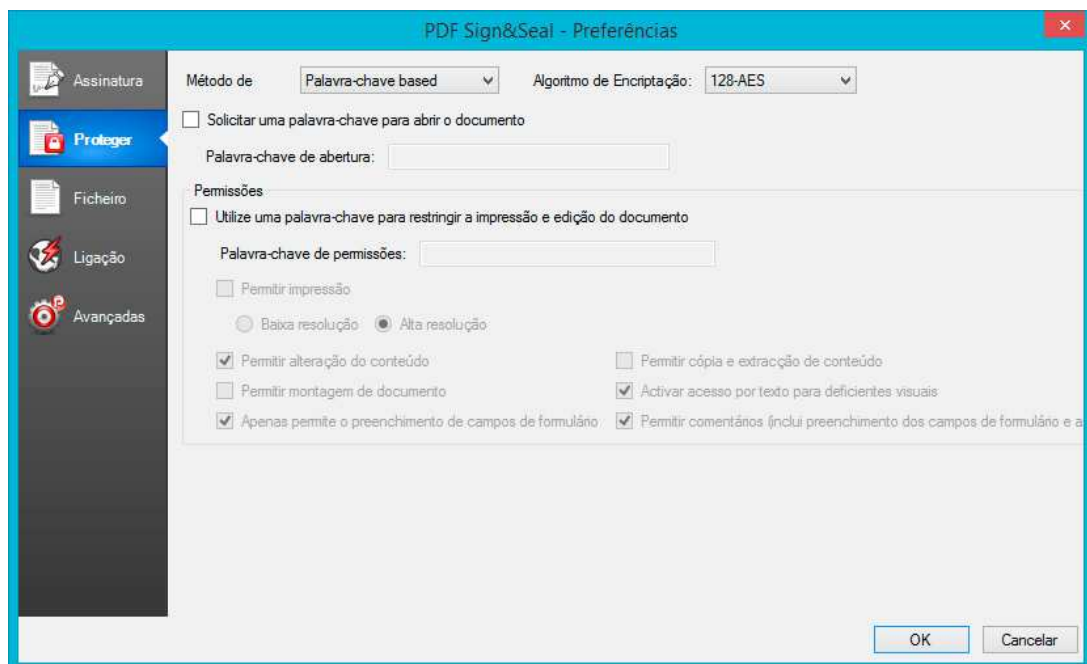 PDF Sign&Seal - Preferências
Assinatura
Proteger
Ficheiro
Ligação
Avançadas
Método de Palavra-chave based Algoritmo de Encriptação: 128-AES
Solicitar uma palavra-chave para abrir o documento
Palavra-chave de abertura:
Permissões
Utilize uma palavra-chave para restringir a impressão e edição do documento
Palavra-chave de permissões:
Permitir impressão
Baixa resolução Alta resolução
Permitir alteração do conteúdo Permitir cópia e extracção de conteúdo
Permitir montagem de documento Activar acesso por texto para deficientes visuais
Apenas permite o preenchimento de campos de formulário Permitir comentários (inclui preenchimento dos campos de formulário e a
OK Cancelar